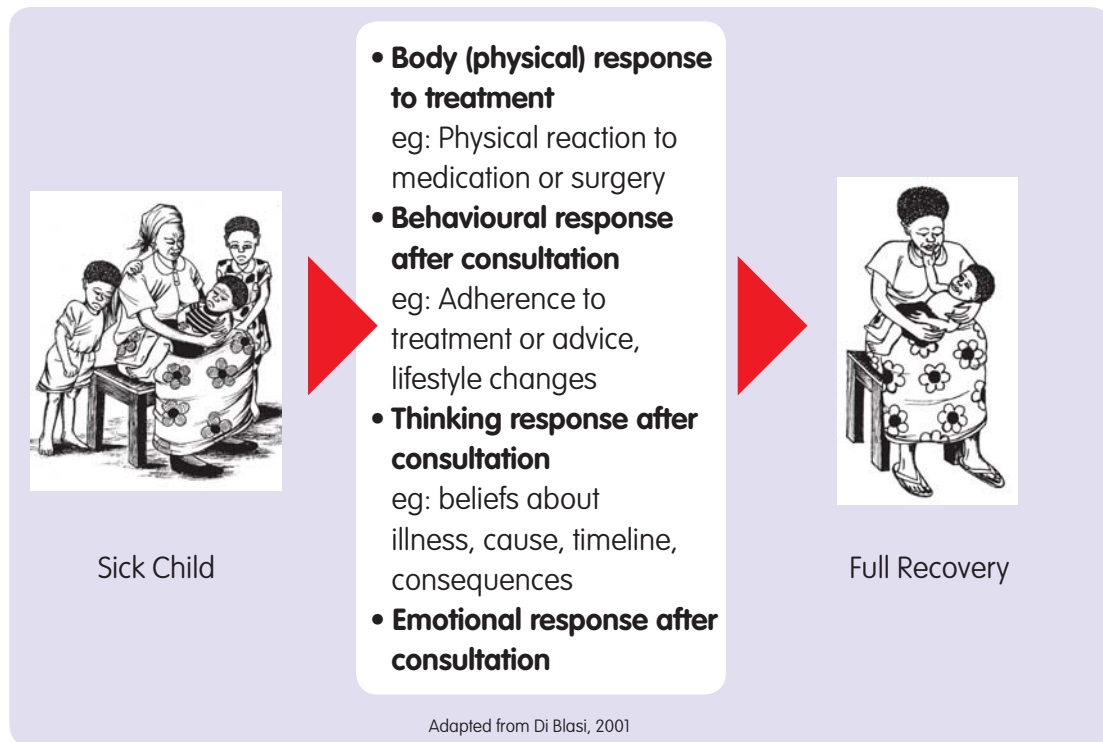 • Body (physical) response
to treatment
eg: Physical reaction to
medication or surgery
• Behavioural response
after consultation
eg: Adherence to
treatment or advice,
lifestyle changes
• Thinking response after
consultation
eg: beliefs about
illness, cause, timeline,
consequences
• Emotional response after
consultation
Sick Child
Full Recovery
Adapted from Di Blasi, 2001